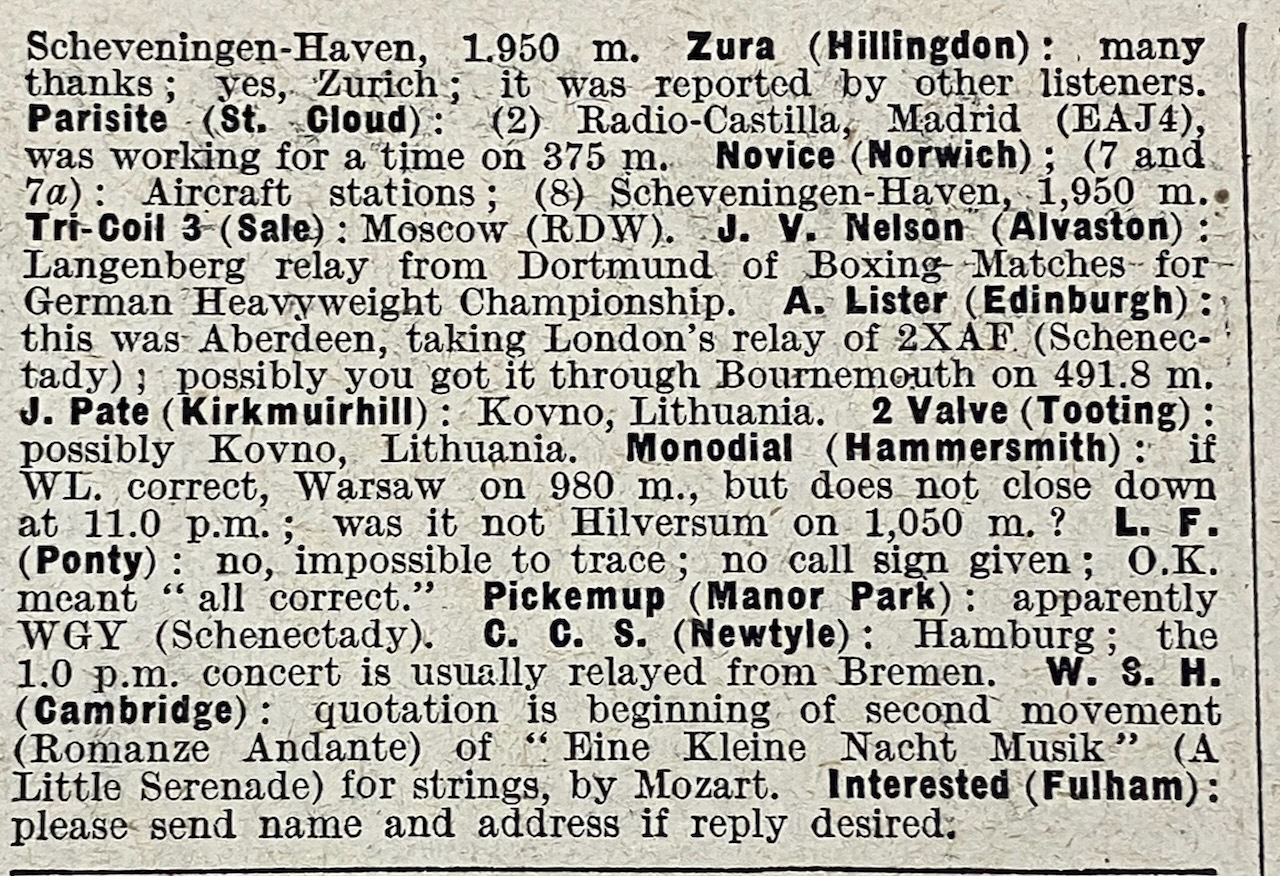 Scheveningen-Haven, 1.950 m. Zura (Hillingdon): many
thanks; yes, Zurich; it was reported by other listeners.
Parisite (St. Cloud): (2) Radio-Castilla, Madrid (EAJ4),
was working for a time on 375 m. Novice (Norwich); (7 and
7a): Aircraft stations; (8) Scheveningen-Haven, 1,950 m.
Tri-Coil 3 (Sale): Moscow (RDW). J. V. Nelson (Alvaston):
Langenberg relay from Dortmund of Boxing Matches for
German Heavyweight Championship. A. Lister (Edinburgh):
this was Aberdeen, taking London's relay of 2XAF (Schenec-
tady); possibly you got it through Bournemouth on 491.8 m.
J. Pate (Kirkmuirhill): Kovno, Lithuania. 2 Valve (Tooting):
possibly Kovno, Lithuania. Monodial (Hammersmith): if
WL. correct, Warsaw on 980 m., but does not close down
at 11.0 p.m.; was it not Hilversum on 1,050 m.? L. F.
(Ponty): no, impossible to trace; no call sign given; O.K.
meant "all correct." Pickemup (Manor Park): apparently
WGY (Schenectady). C. C. S. (Newtyle): Hamburg; the
1.0 p.m. concert is usually relayed from Bremen. W. S. H.
(Cambridge): quotation is beginning of second movement
(Romanze Andante) of "Eine Kleine Nacht Musik" (A
Little Serenade) for strings, by Mozart. Interested (Fulham):
please send name and address if reply desired.